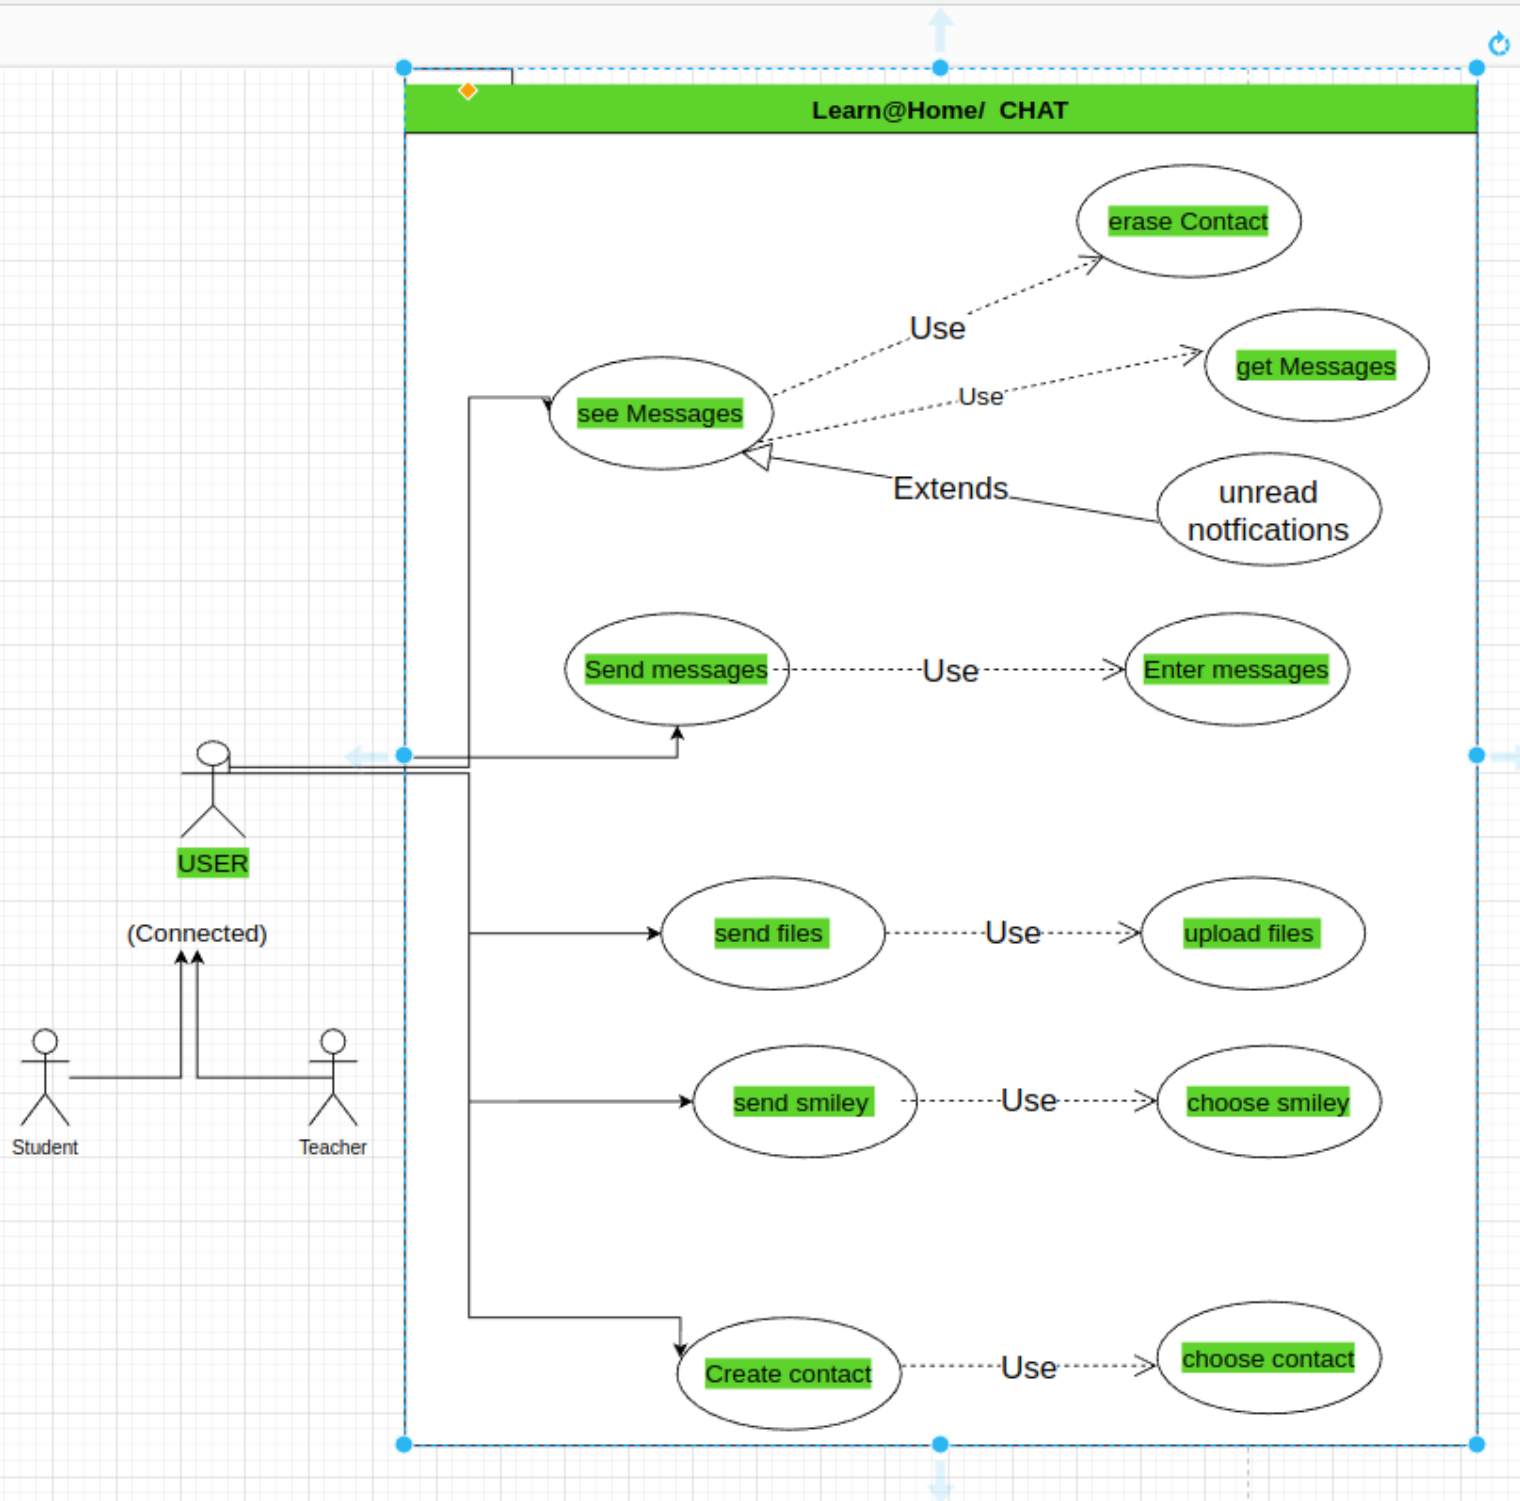 Learn@Home/  CHAT
erase Contact
Use
get Messages
Use
see Messages
Extends
unread
notfications
Send messages
Use
Enter messages
USER
(Connected)
send files
Use
upload files
send smiley
Use
choose smiley
Student
Teacher
Create contact
Use
choose contact